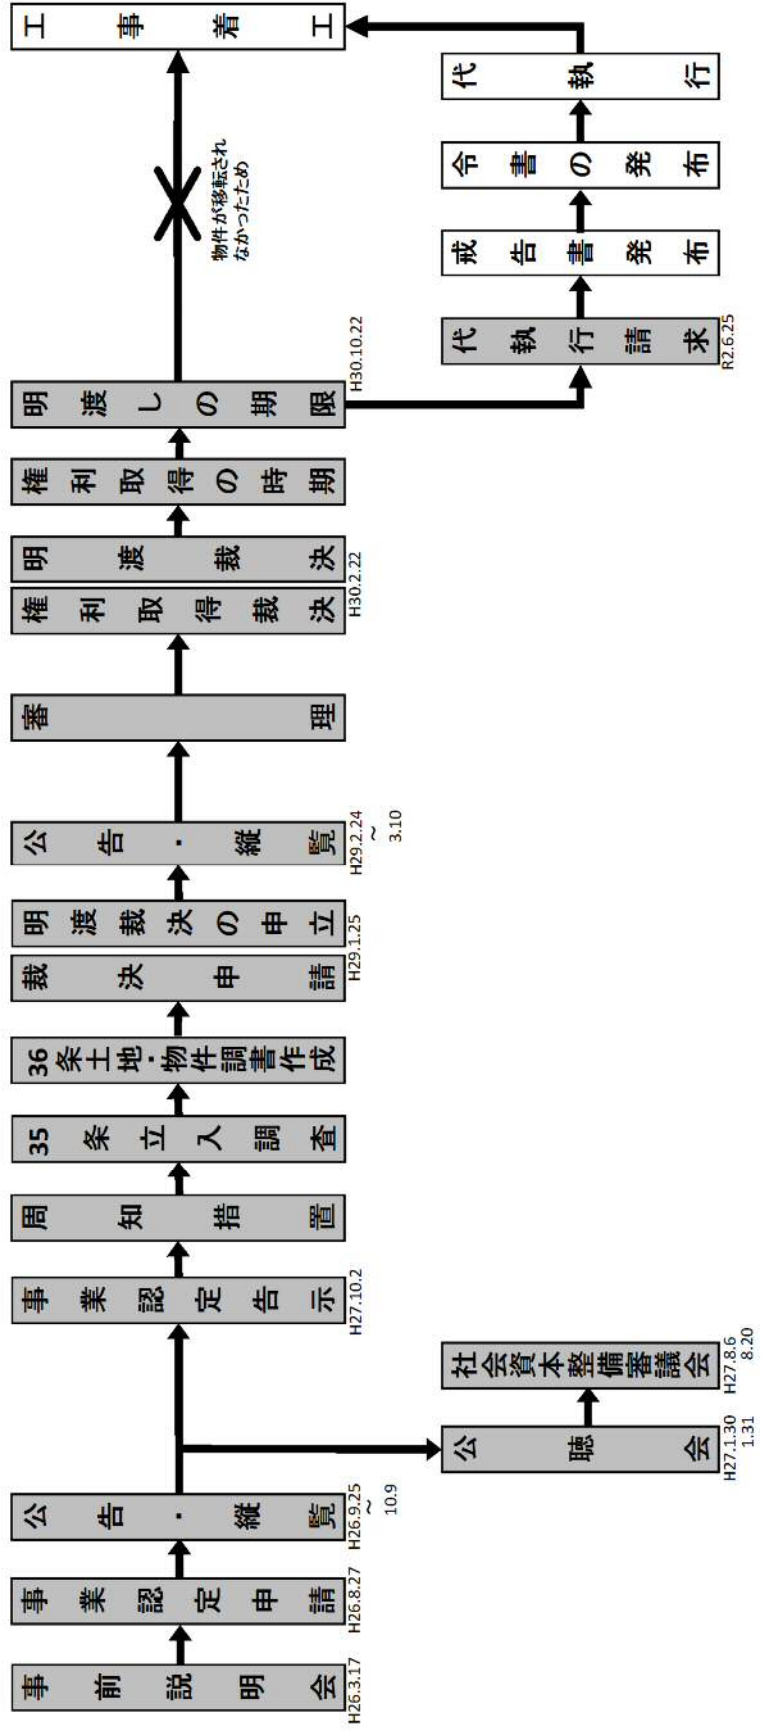 事前説明会
H26.3.17
事業認定申請
H26.8.27
公告・縦覧
H26.9.25
～
10.9
公聴会
H27.1.30
1.31
社会資本整備審議会
H27.8.6
8.20
事業認定告示
H27.10.2
周知措置
35条立入調査
36条土地・物件調書作成
裁決申請
明渡裁決の申立
H29.1.25
公告・縦覧
H29.2.24
～
3.10
審理
権利取得裁決
明渡裁決
H30.2.22
権利取得の時期
明渡しの期限
H30.10.22
物件が移転され
なかったため
代執行請求
R2.6.25
戒告書発布
令書の発布
代執行
工事着工